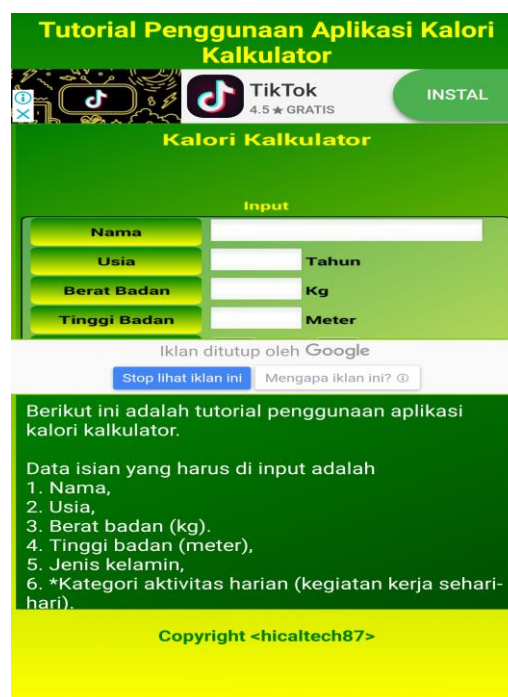 Tutorial Penggunaan Aplikasi Kalori
Kalkulator
TikTok
4.5 ★ GRATIS
INSTAL
Kalori Kalkulator
Input
Nama
Usia
Tahun
Berat Badan
Kg
Tinggi Badan
Meter
Iklan ditutup oleh Google
Stop lihat iklan ini
Mengapa iklan ini?
Berikut ini adalah tutorial penggunaan aplikasi
kalori kalkulator.
Data isian yang harus di input adalah
1. Nama,
2. Usia,
3. Berat badan (kg).
4. Tinggi badan (meter),
5. Jenis kelamin,
6. *Kategori aktivitas harian (kegiatan kerja sehari-
hari).
Copyright <hicaltech87>